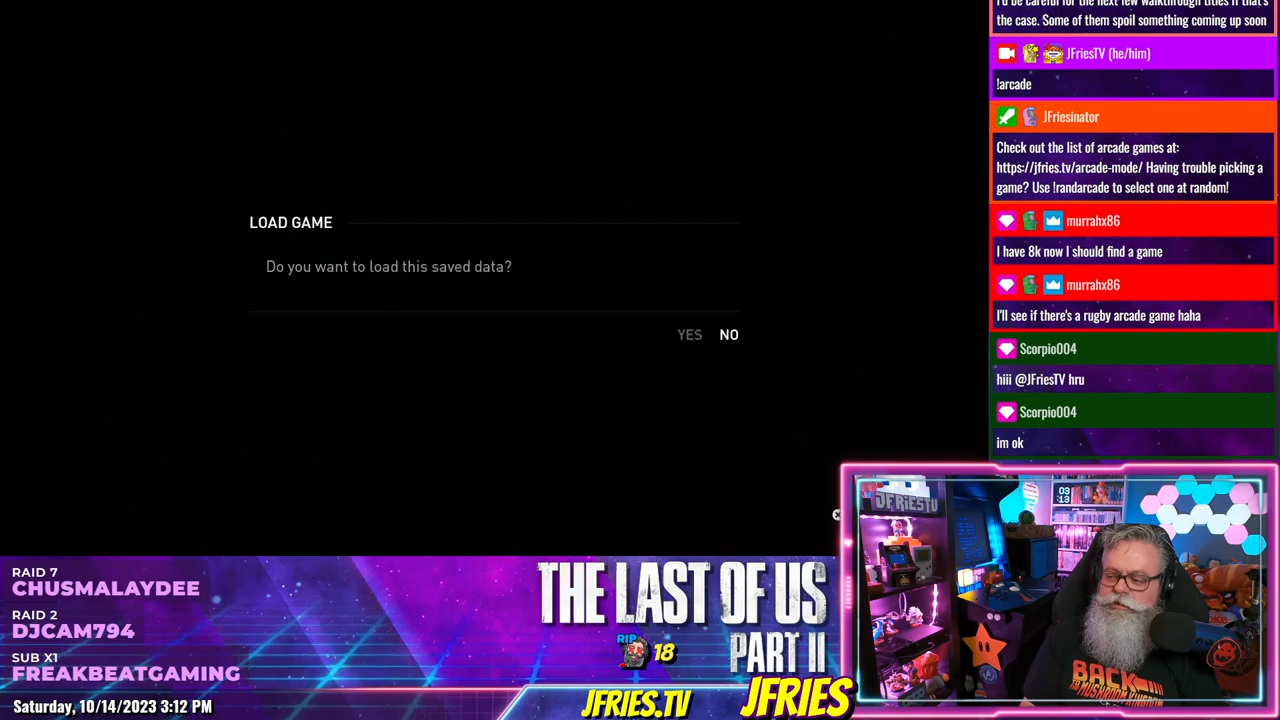 I'd be careful for the next few walkthrough titles if that's
the case. Some of them spoil something coming up soon
JFriesTV (he/him)
!arcade
JFriesinator
Check out the list of arcade games at:
https://jfries.tv/arcade-mode/ Having trouble picking a
game? Use !randarcade to select one at random!
murrahx86
I have 8k now I should find a game
murrahx86
I'll see if there's a rugby arcade game haha
Scorpio004
hiii @JFriesTV hru
Scorpio004
im ok
LOAD GAME
Do you want to load this saved data?
YES NO
RAID 7
CHUSMALAYDEE
RAID 2
DJCAM794
SUB X1
FREAKBEATGAMING
Saturday, 10/14/2023 3:12 PM
THE LAST OF US
PART II
RIP
18
JFRIES.TV
JFRIES
JFRIESTV
03
13
BACK